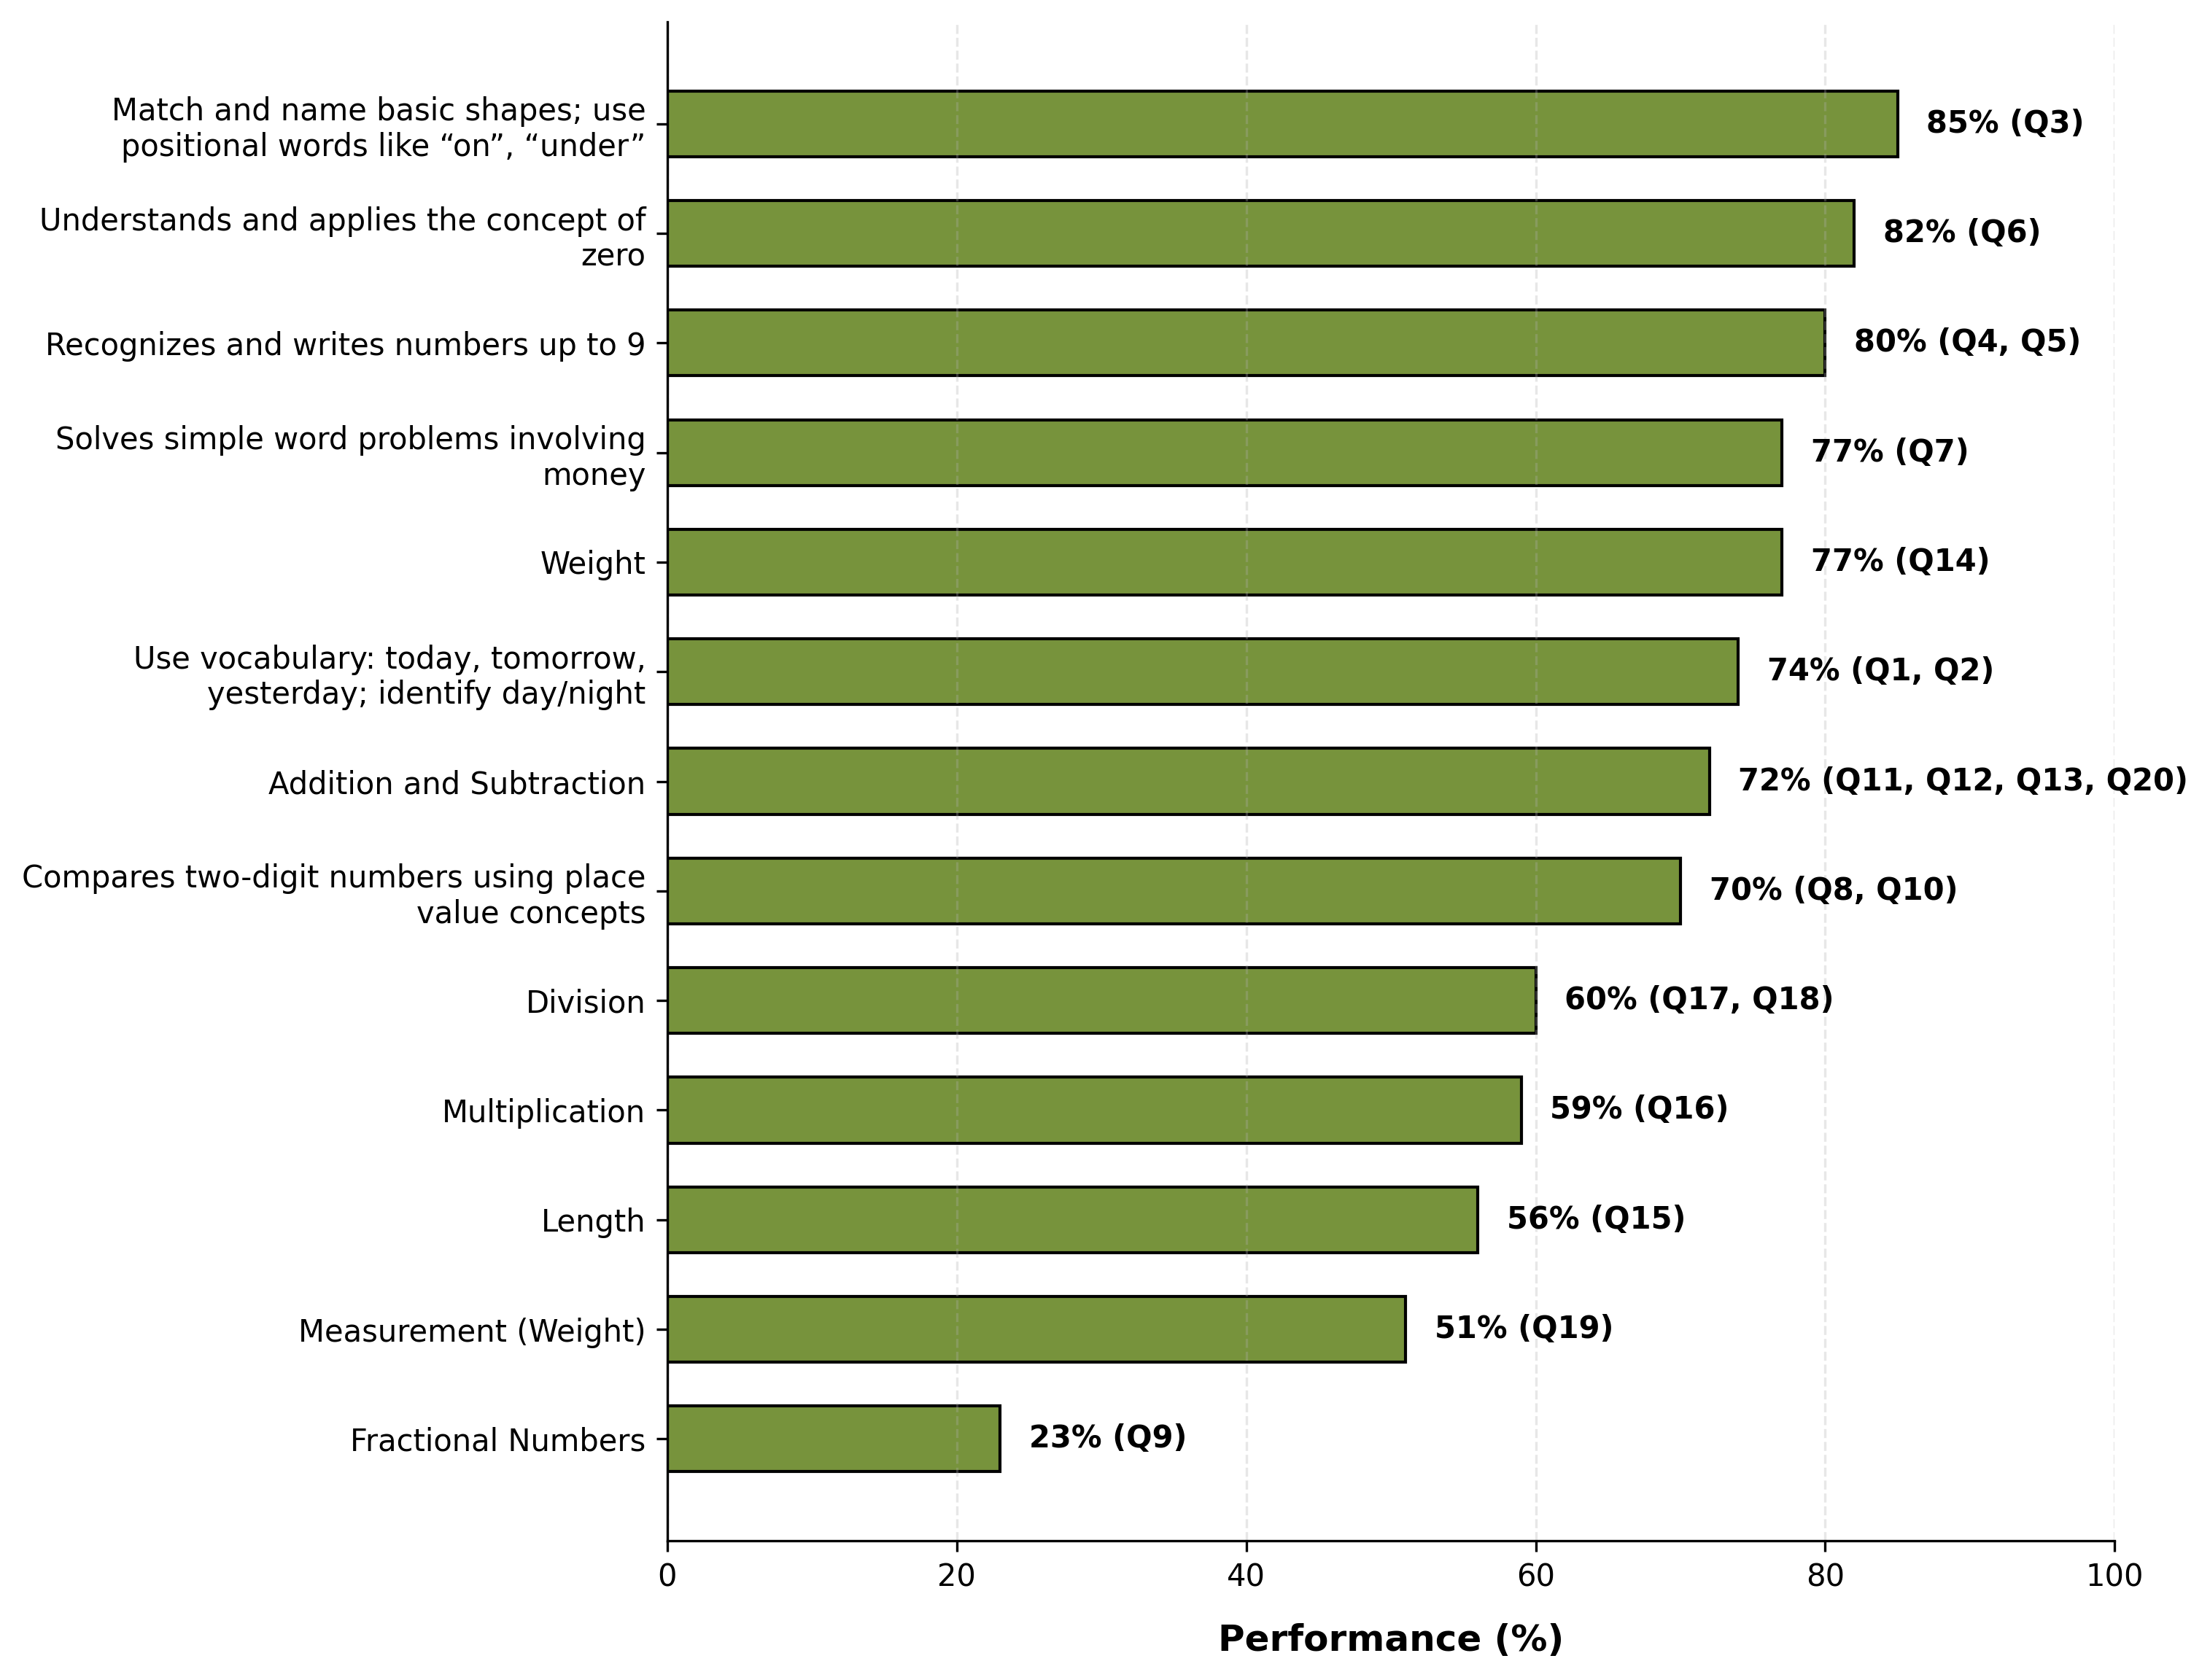 Match and name basic shapes; use
positional words like “on”, “under”
85% (Q3)
Understands and applies the concept of
zero
82% (Q6)
Recognizes and writes numbers up to 9
80% (Q4, Q5)
Solves simple word problems involving
money
77% (Q7)
Weight
77% (Q14)
Use vocabulary: today, tomorrow,
yesterday; identify day/night
74% (Q1, Q2)
Addition and Subtraction
72% (Q11, Q12, Q13, Q20)
Compares two-digit numbers using place
value concepts
70% (Q8, Q10)
Division
60% (Q17, Q18)
Multiplication
59% (Q16)
Length
56% (Q15)
Measurement (Weight)
51% (Q19)
Fractional Numbers
23% (Q9)
0 20 40 60 80 100
Performance (%)